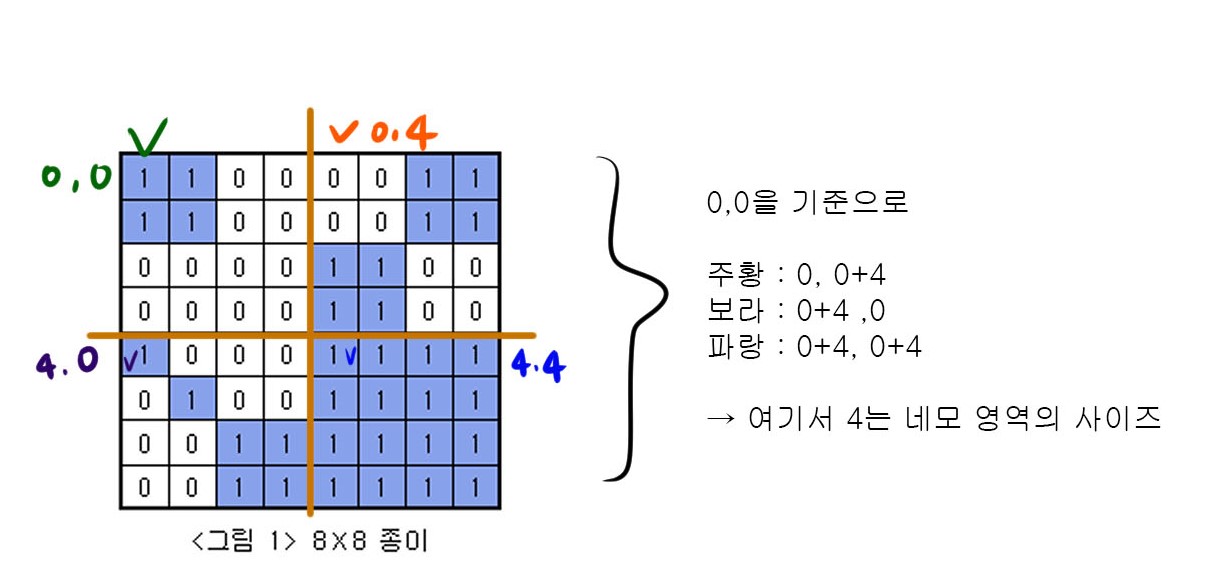 ✓ 0.4
0,0
1 1 0 0 0 0 1 1
1 1 0 0 0 0 1 1
0 0 0 0 1 1 0 0
0 0 0 0 1 1 0 0
4.0
1 0 0 0 1 1 1 1
4.4
0 1 0 0 1 1 1 1
0 0 1 1 1 1 1 1
0 0 1 1 1 1 1 1
<그림 1> 8×8 종이
0,0을 기준으로
주황 : 0, 0+4
보라 : 0+4 ,0
파랑 : 0+4, 0+4
→ 여기서 4는 네모 영역의 사이즈